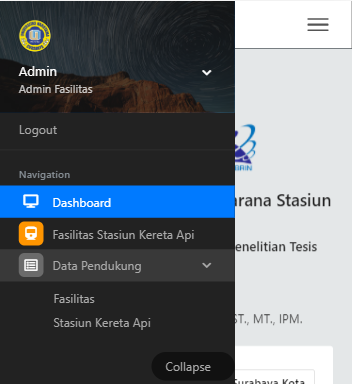 Admin
Admin Fasilitas
Logout
Navigation
Dashboard
Fasilitas Stasiun Kereta Api
Data Pendukung
Fasilitas
Stasiun Kereta Api
Collapse
BRIN
arana Stasiun
enelitian Tesis
ST., MT., IPM.
Surabaya Kota